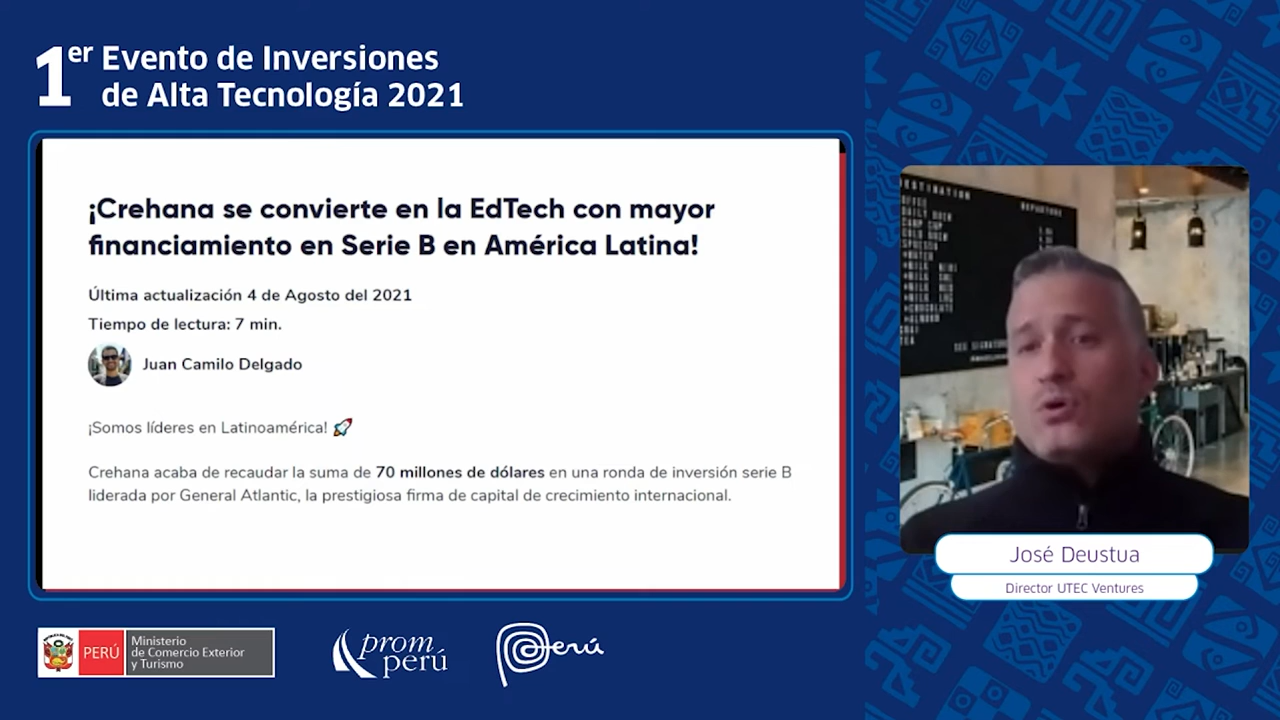 1er Evento de Inversiones
de Alta Tecnología 2021
¡Crehana se convierte en la EdTech con mayor
financiamiento en Serie B en América Latina!
Última actualización 4 de Agosto del 2021
Tiempo de lectura: 7 min.
Juan Camilo Delgado
¡Somos líderes en Latinoamérica! 🚀
Crehana acaba de recaudar la suma de 70 millones de dólares en una ronda de inversión serie B
liderada por General Atlantic, la prestigiosa firma de capital de crecimiento internacional.
DEPARTURE
José Deustua
Director UTEC Ventures
PERÚ
Ministerio
de Comercio Exterior
y Turismo
prom
perú
Perú